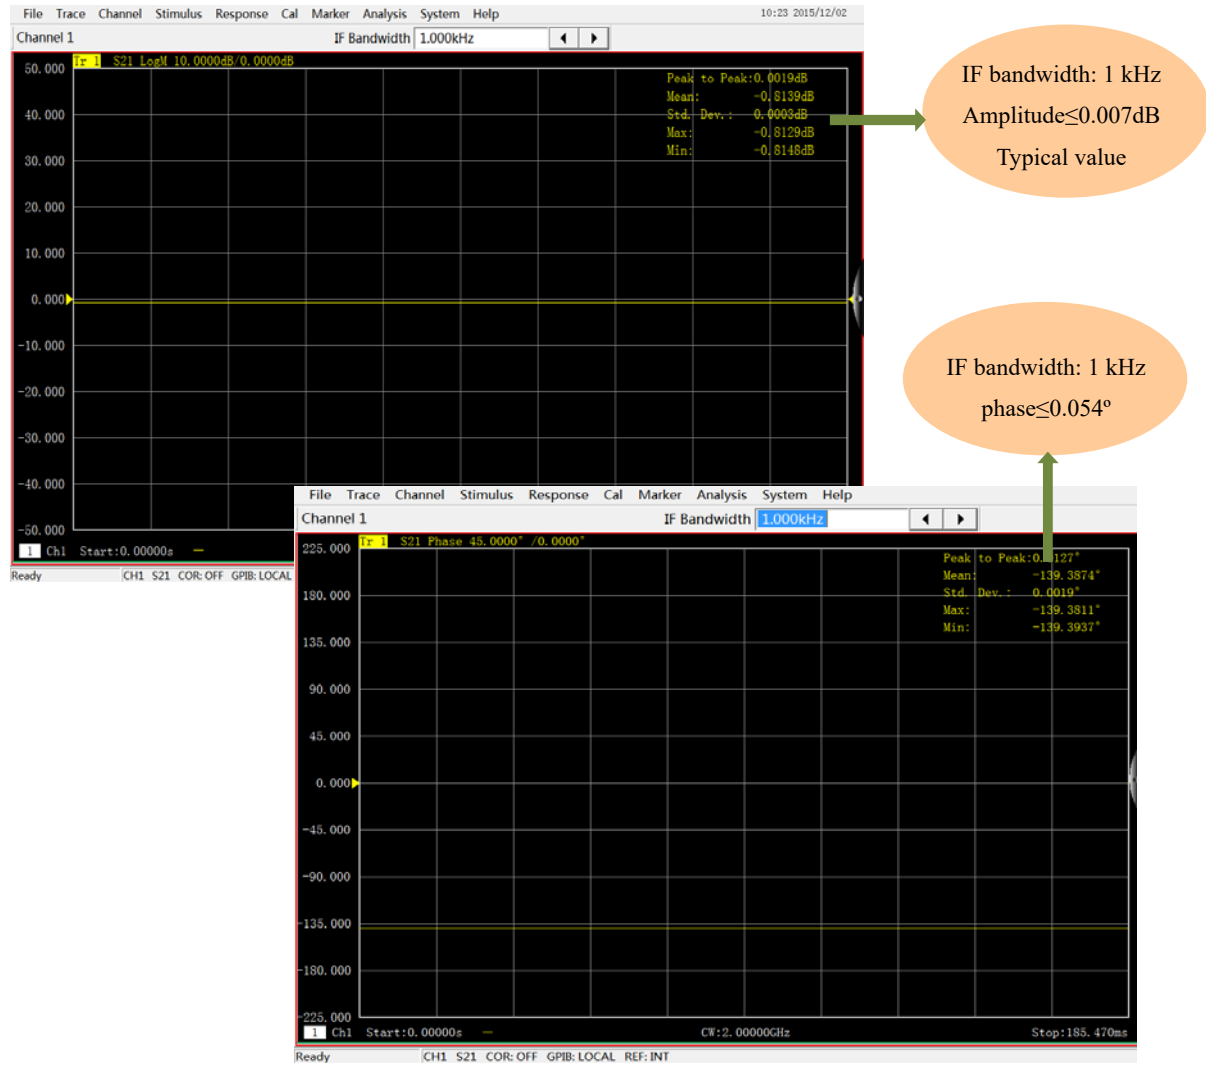 File Trace Channel Stimulus Response Cal Marker Analysis System Help 10:23 2015/12/02
Channel 1 IF Bandwidth 1.000kHz
Tr 1 S21 LogM 10.0000dB/0.0000dB
50.000
40.000
30.000
20.000
10.000
0.000
-10.000
-20.000
-30.000
-40.000
-50.000
Peak to Peak:0.0019dB
Mean: -0.8139dB
Std. Dev.: 0.0003dB
Max: -0.8129dB
Min: -0.8148dB
1 Ch1 Start:0.00000s
Ready CH1 S21 COR:OFF GPIB:LOCAL
IF bandwidth: 1 kHz
Amplitude≤0.007dB
Typical value
IF bandwidth: 1 kHz
phase≤0.054º
File Trace Channel Stimulus Response Cal Marker Analysis System Help
Channel 1 IF Bandwidth 1.000kHz
Tr 1 S21 Phase 45.0000° /0.0000°
225.000
180.000
135.000
90.000
45.000
0.000
-45.000
-90.000
-135.000
-180.000
-225.000
Peak to Peak:0.0127°
Mean: -139.3874°
Std. Dev.: 0.0019°
Max: -139.3811°
Min: -139.3937°
1 Ch1 Start:0.00000s CW:2.00000GHz Stop:185.470ms
Ready CH1 S21 COR:OFF GPIB:LOCAL REF:INT